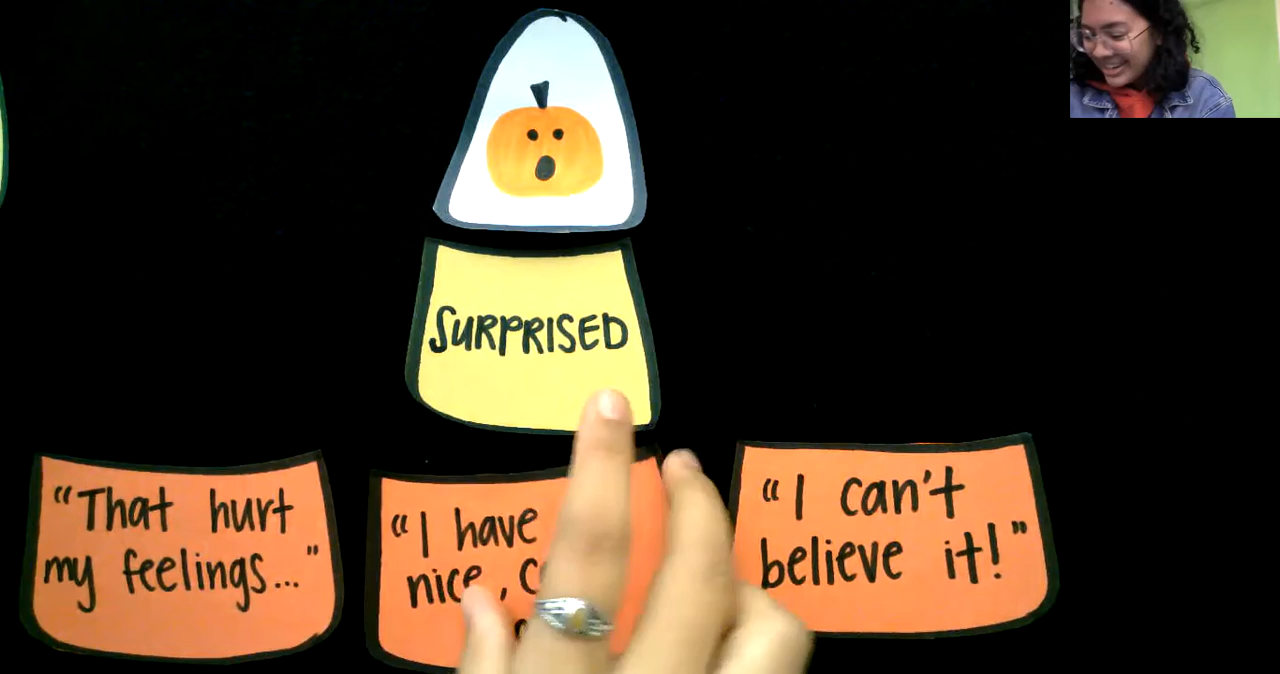 SURPRISED
"That hurt
my feelings..."
"I have
nice,
"I can't
believe it!"